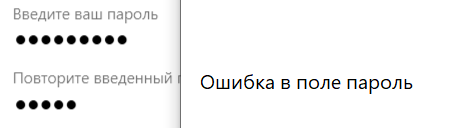 Введите ваш пароль
●●●●●●●●●
Повторите введенный
●●●●●
Ошибка в поле пароль